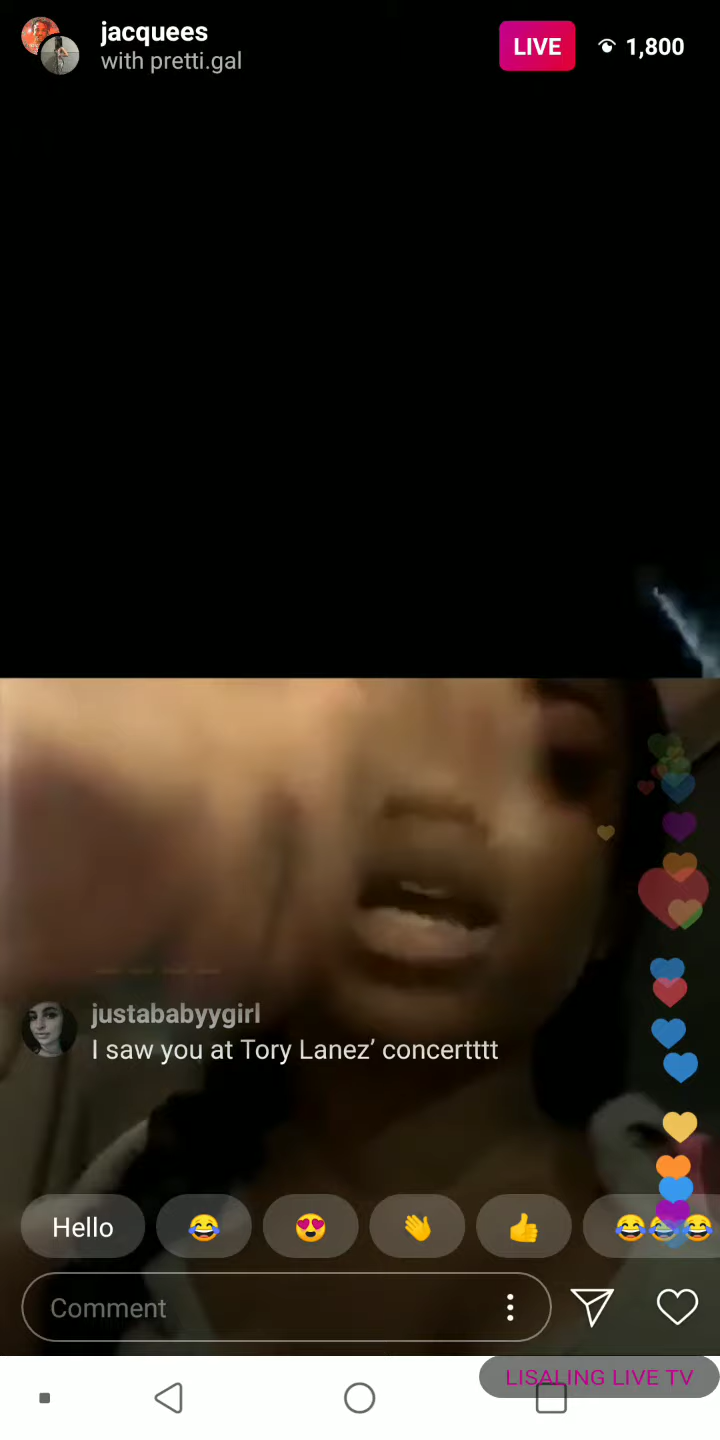 jacquees
with pretti.gal
LIVE
1,800
justababyygirl
I saw you at Tory Lanez’ concertttt
Hello
Comment
LISALING LIVE TV